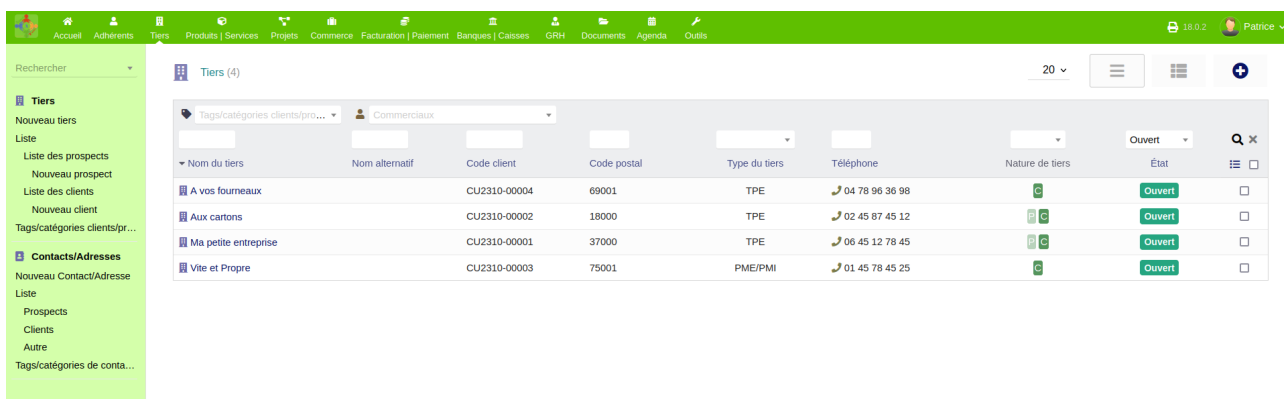 Accueil Adhérents Tiers Produits | Services Projets Commerce Facturation | Paiement Banques | Caisses GRH Documents Agenda Outils 18.0.2 Patrice
Rechercher
Tiers
Nouveau tiers
Liste
Liste des prospects
Nouveau prospect
Liste des clients
Nouveau client
Tags/catégories clients/pr...
Contacts/Adresses
Nouveau Contact/Adresse
Liste
Prospects
Clients
Autre
Tags/catégories de conta...
Tiers (4) 20
Tags/catégories clients/pro... Commerciaux
Ouvert
Nom du tiers Nom alternatif Code client Code postal Type du tiers Téléphone Nature de tiers État
A vos fourneaux CU2310-00004 69001 TPE 04 78 96 36 98 C Ouvert
Aux cartons CU2310-00002 18000 TPE 02 45 87 45 12 P C Ouvert
Ma petite entreprise CU2310-00001 37000 TPE 06 45 12 78 45 P C Ouvert
Vite et Propre CU2310-00003 75001 PME/PMI 01 45 78 45 25 C Ouvert